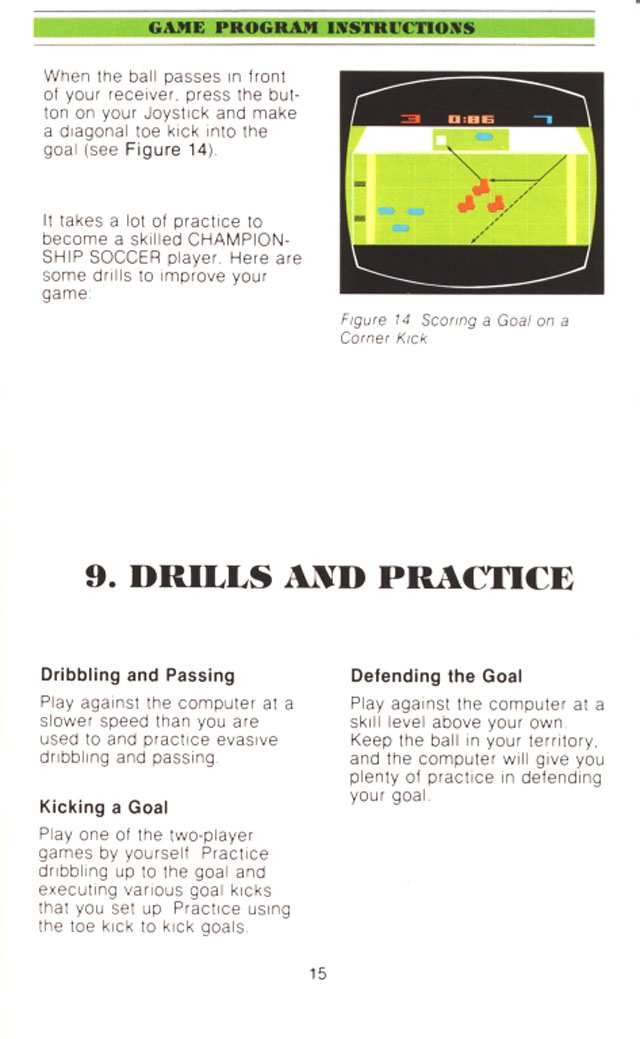 GAME PROGRAM INSTRUCTIONS
When the ball passes in front
of your receiver, press the but-
ton on your Joystick and make
a diagonal toe kick into the
goal (see Figure 14).
It takes a lot of practice to
become a skilled CHAMPION-
SHIP SOCCER player. Here are
some drills to improve your
game:
3 0:86 7
Figure 14 Scoring a Goal on a
Corner Kick
9. DRILLS AND PRACTICE
Dribbling and Passing
Play against the computer at a
slower speed than you are
used to and practice evasive
dribbling and passing.
Kicking a Goal
Play one of the two-player
games by yourself. Practice
dribbling up to the goal and
executing various goal kicks
that you set up. Practice using
the toe kick to kick goals.
Defending the Goal
Play against the computer at a
skill level above your own.
Keep the ball in your territory,
and the computer will give you
plenty of practice in defending
your goal.
15